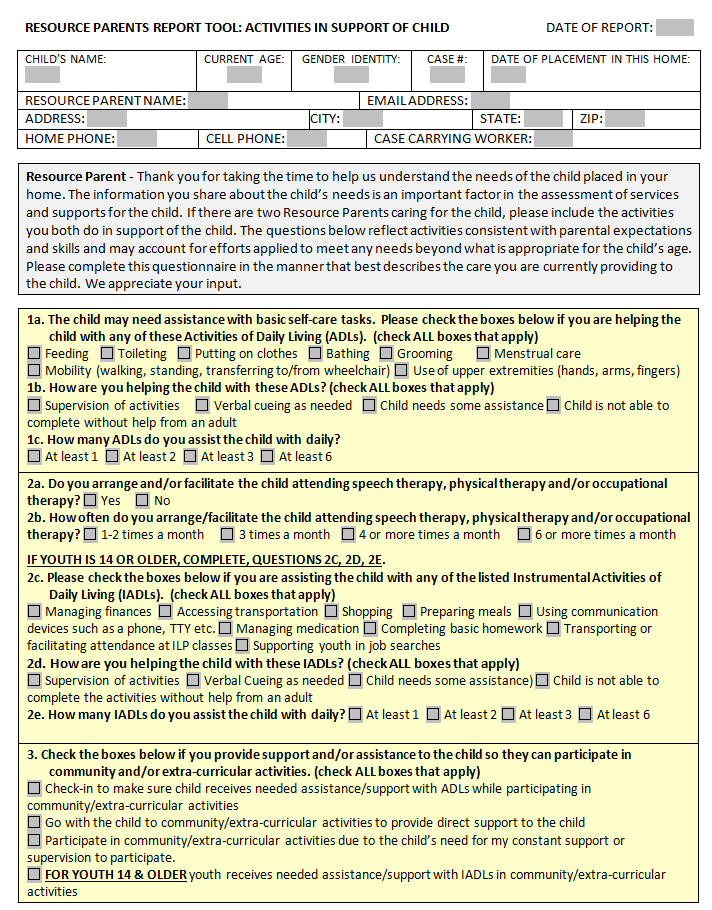 RESOURCE PARENTS REPORT TOOL: ACTIVITIES IN SUPPORT OF CHILD DATE OF REPORT:
CHILD'S NAME: CURRENT AGE: GENDER IDENTITY: CASE #: DATE OF PLACEMENT IN THIS HOME:
RESOURCE PARENT NAME: EMAIL ADDRESS:
ADDRESS: CITY: STATE: ZIP:
HOME PHONE: CELL PHONE: CASE CARRYING WORKER:
Resource Parent - Thank you for taking the time to help us understand the needs of the child placed in your
home. The information you share about the child's needs is an important factor in the assessment of services
and supports for the child. If there are two Resource Parents caring for the child, please include the activities
you both do in support of the child. The questions below reflect activities consistent with parental expectations
and skills and may account for efforts applied to meet any needs beyond what is appropriate for the child's age.
Please complete this questionnaire in the manner that best describes the care you are currently providing to
the child. We appreciate your input.
1a. The child may need assistance with basic self-care tasks. Please check the boxes below if you are helping the
child with any of these Activities of Daily Living (ADLs). (check ALL boxes that apply)
Feeding Toileting Putting on clothes Bathing Grooming Menstrual care
Mobility (walking, standing, transferring to/from wheelchair) Use of upper extremities (hands, arms, fingers)
1b. How are you helping the child with these ADLs? (check ALL boxes that apply)
Supervision of activities Verbal cueing as needed Child needs some assistance Child is not able to
complete without help from an adult
1c. How many ADLs do you assist the child with daily?
At least 1 At least 2 At least 3 At least 6
2a. Do you arrange and/or facilitate the child attending speech therapy, physical therapy and/or occupational
therapy? Yes No
2b. How often do you arrange/facilitate the child attending speech therapy, physical therapy and/or occupational
therapy? 1-2 times a month 3 times a month 4 or more times a month 6 or more times a month
IF YOUTH IS 14 OR OLDER, COMPLETE, QUESTIONS 2C, 2D, 2E.
2c. Please check the boxes below if you are assisting the child with any of the listed Instrumental Activities of
Daily Living (IADLs). (check ALL boxes that apply)
Managing finances Accessing transportation Shopping Preparing meals Using communication
devices such as a phone, TTY etc. Managing medication Completing basic homework Transporting or
facilitating attendance at ILP classes Supporting youth in job searches
2d. How are you helping the child with these IADLs? (check ALL boxes that apply)
Supervision of activities Verbal Cueing as needed Child needs some assistance) Child is not able to
complete the activities without help from an adult
2e. How many IADLs do you assist the child with daily? At least 1 At least 2 At least 3 At least 6
3. Check the boxes below if you provide support and/or assistance to the child so they can participate in
community and/or extra-curricular activities. (check ALL boxes that apply)
Check-in to make sure child receives needed assistance/support with ADLs while participating in
community/extra-curricular activities
Go with the child to community/extra-curricular activities to provide direct support to the child
Participate in community/extra-curricular activities due to the child's need for my constant support or
supervision to participate.
FOR YOUTH 14 & OLDER youth receives needed assistance/support with IADLs in community/extra-curricular
activities